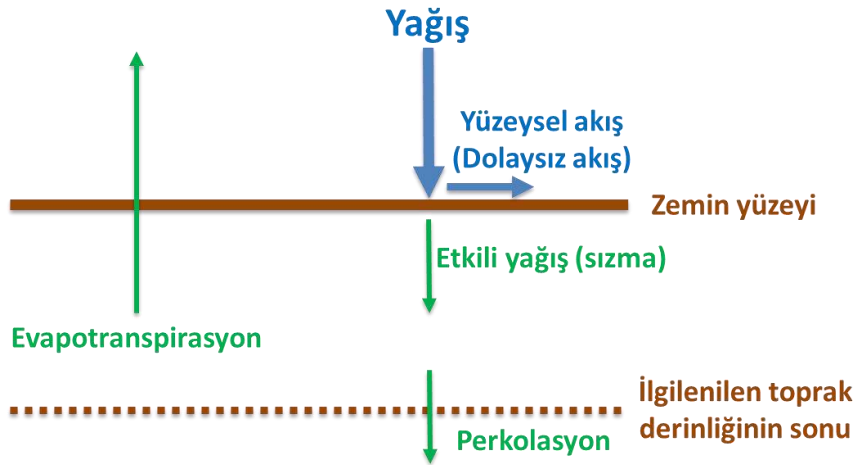 Yağış
Yüzeysel akış
(Dolaysız akış)
Zemin yüzeyi
Etkili yağış (sızma)
Evapotranspirasyon
İlgilenilen toprak
derinliğinin sonu
Perkolasyon